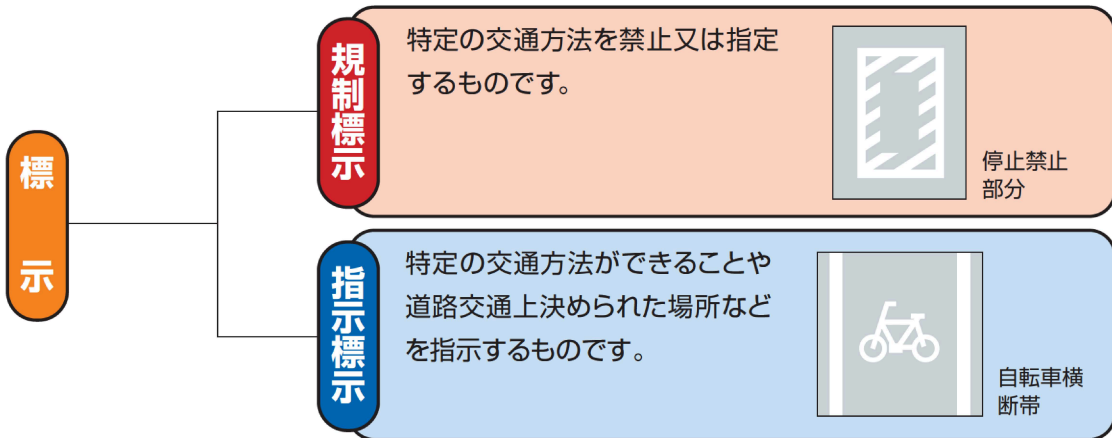 標示
規制標示
特定の交通方法を禁止又は指定
するものです。
停止禁止
部分
指示標示
特定の交通方法ができることや
道路交通上決められた場所など
を指示するものです。
自転車横
断帯